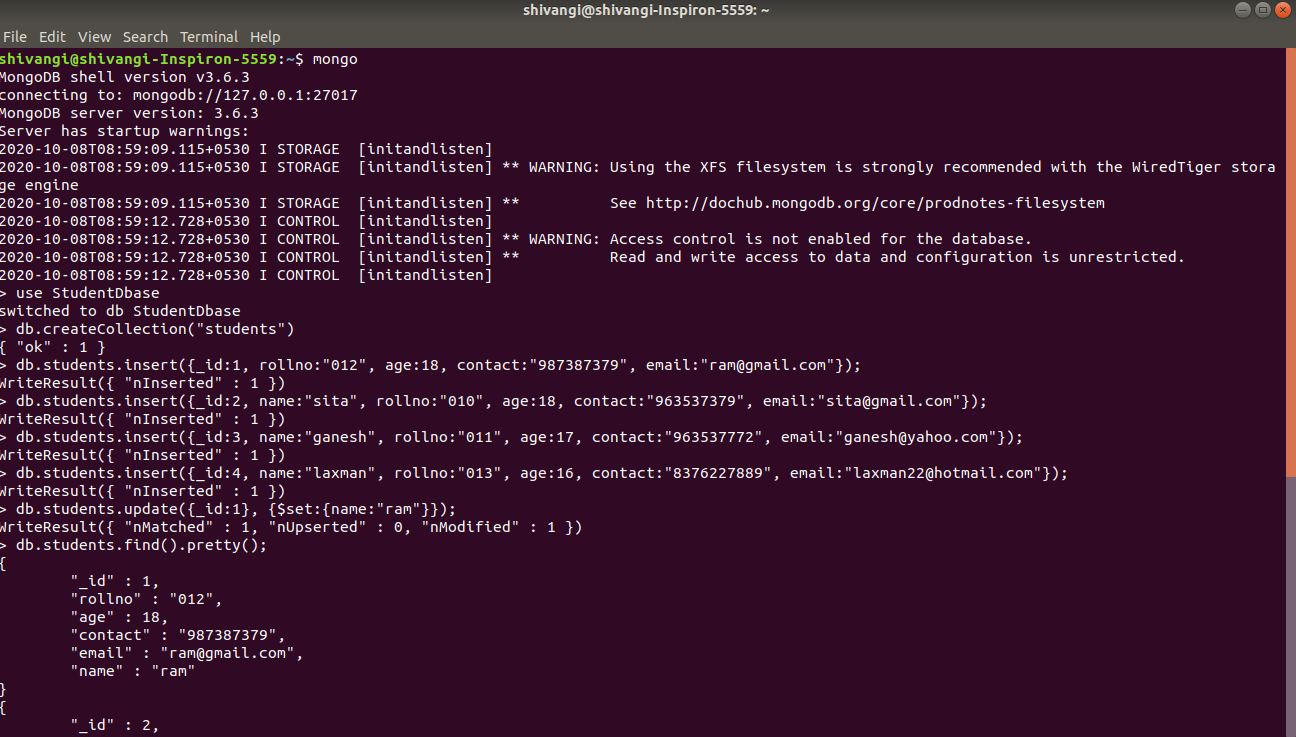 shivangi@shivangi-Inspiron-5559: ~
File Edit View Search Terminal Help
shivangi@shivangi-Inspiron-5559:~$ mongo
MongoDB shell version v3.6.3
connecting to: mongodb://127.0.0.1:27017
MongoDB server version: 3.6.3
Server has startup warnings:
2020-10-08T08:59:09.115+0530 I STORAGE  [initandlisten]
2020-10-08T08:59:09.115+0530 I STORAGE  [initandlisten] ** WARNING: Using the XFS filesystem is strongly recommended with the WiredTiger stora
ge engine
2020-10-08T08:59:09.115+0530 I STORAGE  [initandlisten] **          See http://dochub.mongodb.org/core/prodnotes-filesystem
2020-10-08T08:59:12.728+0530 I CONTROL  [initandlisten]
2020-10-08T08:59:12.728+0530 I CONTROL  [initandlisten] ** WARNING: Access control is not enabled for the database.
2020-10-08T08:59:12.728+0530 I CONTROL  [initandlisten] **          Read and write access to data and configuration is unrestricted.
2020-10-08T08:59:12.728+0530 I CONTROL  [initandlisten]
> use StudentDbase
switched to db StudentDbase
> db.createCollection("students")
{ "ok" : 1 }
> db.students.insert({_id:1, rollno:"012", age:18, contact:"987387379", email:"ram@gmail.com"});
WriteResult({ "nInserted" : 1 })
> db.students.insert({_id:2, name:"sita", rollno:"010", age:18, contact:"963537379", email:"sita@gmail.com"});
WriteResult({ "nInserted" : 1 })
> db.students.insert({_id:3, name:"ganesh", rollno:"011", age:17, contact:"963537772", email:"ganesh@yahoo.com"});
WriteResult({ "nInserted" : 1 })
> db.students.insert({_id:4, name:"laxman", rollno:"013", age:16, contact:"8376227889", email:"laxman22@hotmail.com"});
WriteResult({ "nInserted" : 1 })
> db.students.update({_id:1}, {$set:{name:"ram"}});
WriteResult({ "nMatched" : 1, "nUpserted" : 0, "nModified" : 1 })
> db.students.find().pretty();
{
        "_id" : 1,
        "rollno" : "012",
        "age" : 18,
        "contact" : "987387379",
        "email" : "ram@gmail.com",
        "name" : "ram"
}
{
        "_id" : 2,